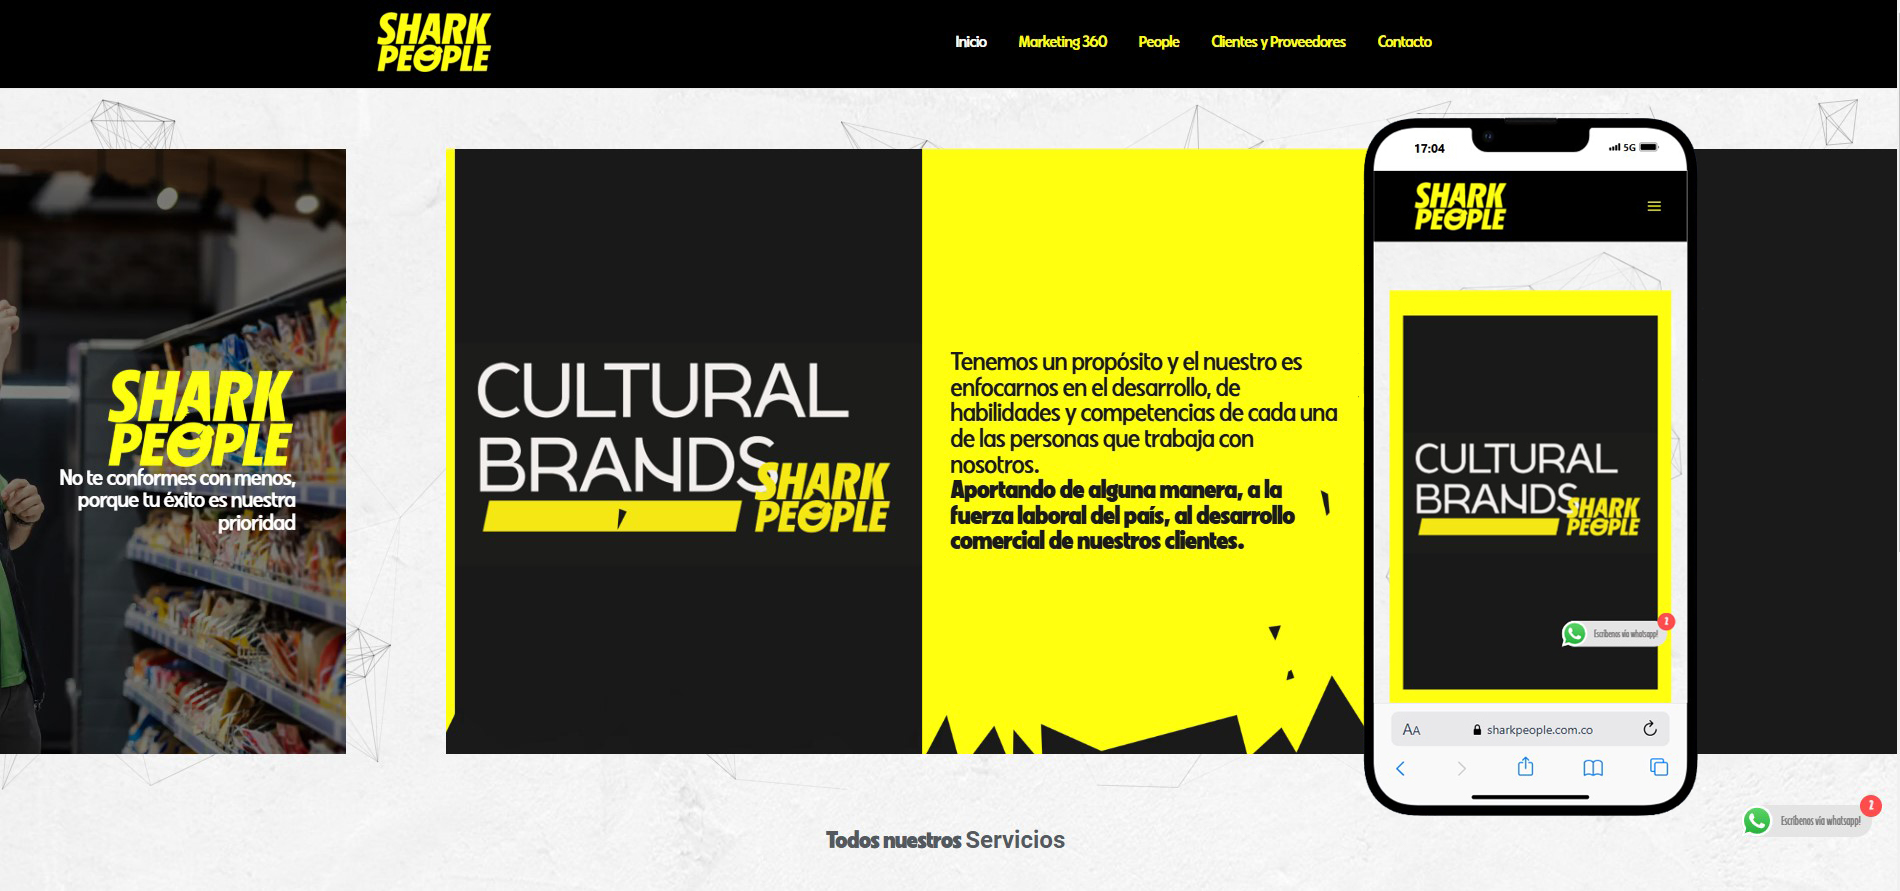 SHARK
PEOPLE
Inicio
Marketing 360
People
Clientes y Proveedores
Contacto
SHARK
PEOPLE
No te conformes con menos,
porque tu éxito es nuestra
prioridad
CULTURAL
BRANDS
SHARK
PEOPLE
Tenemos un propósito y el nuestro es
enfocarnos en el desarrollo, de
habilidades y competencias de cada una
de las personas que trabaja con
nosotros.
Aportando de alguna manera, a la
fuerza laboral del país, al desarrollo
comercial de nuestros clientes.
17:04
5G
SHARK
PEOPLE
CULTURAL
BRANDS
SHARK
PEOPLE
Escríbenos vía whatsapp!
2
AA
sharkpeople.com.co
Todos nuestros Servicios
Escríbenos vía whatsapp!
2